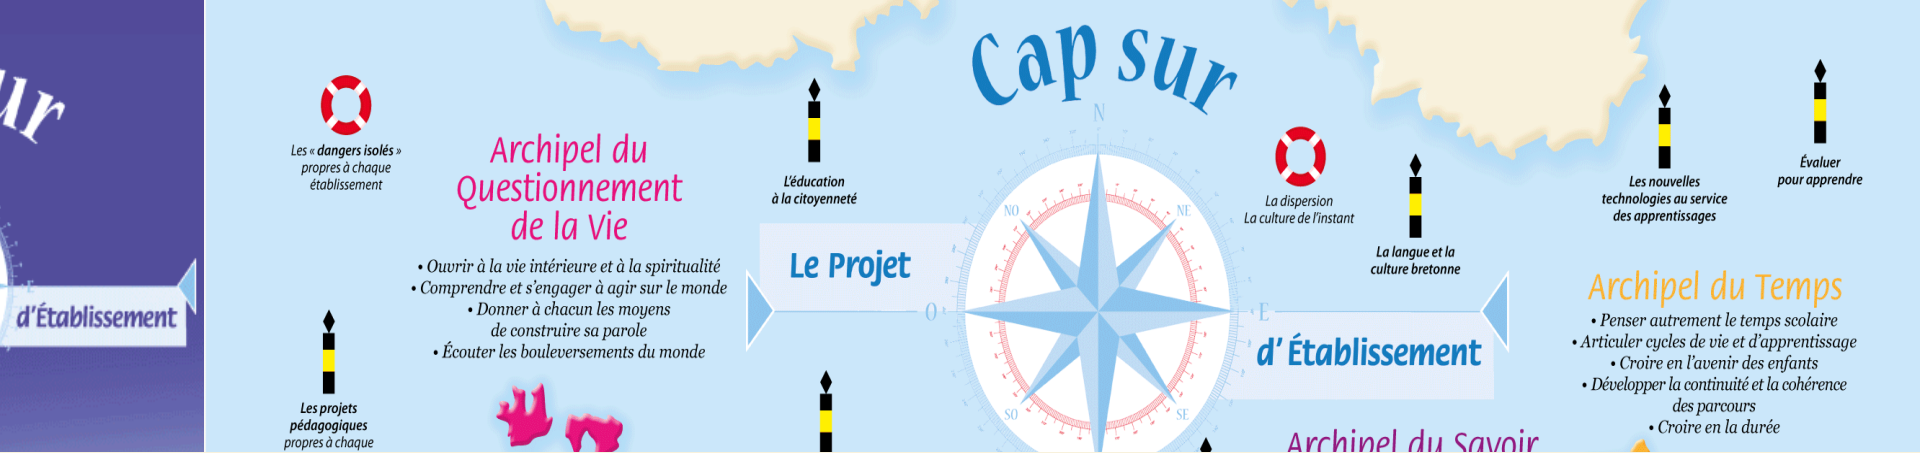 ur
E
d'Établissement
Cap sur
N
NO
NE
O
E
SO
SE
Le Projet
d' Établissement
Les « dangers isolés »
propres à chaque
établissement
Archipel du
Questionnement
de la Vie
• Ouvrir à la vie intérieure et à la spiritualité
• Comprendre et s'engager à agir sur le monde
• Donner à chacun les moyens
de construire sa parole
• Écouter les bouleversements du monde
Les projets
pédagogiques
propres à chaque
L'éducation
à la citoyenneté
La dispersion
La culture de l'instant
La langue et la
culture bretonne
Les nouvelles
technologies au service
des apprentissages
Évaluer
pour apprendre
Archipel du Temps
• Penser autrement le temps scolaire
• Articuler cycles de vie et d'apprentissage
• Croire en l'avenir des enfants
• Développer la continuité et la cohérence
des parcours
• Croire en la durée
Archipel du Savoir